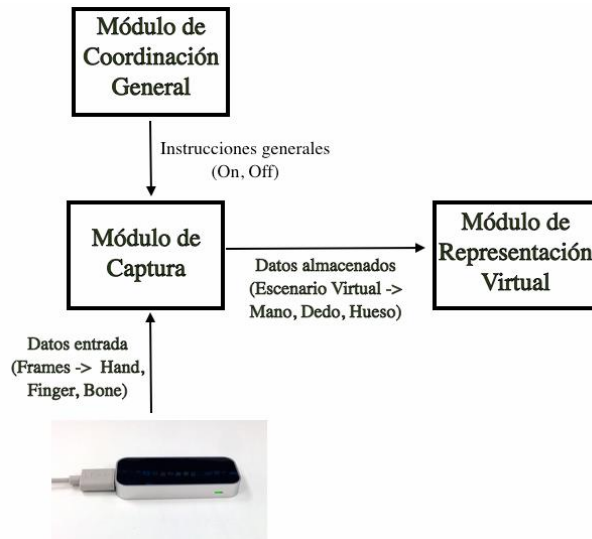 Módulo de
Coordinación
General
Instrucciones generales
(On, Off)
Módulo de
Captura
Módulo de
Representación
Virtual
Datos almacenados
(Escenario Virtual ->
Mano, Dedo, Hueso)
Datos entrada
(Frames -> Hand,
Finger, Bone)